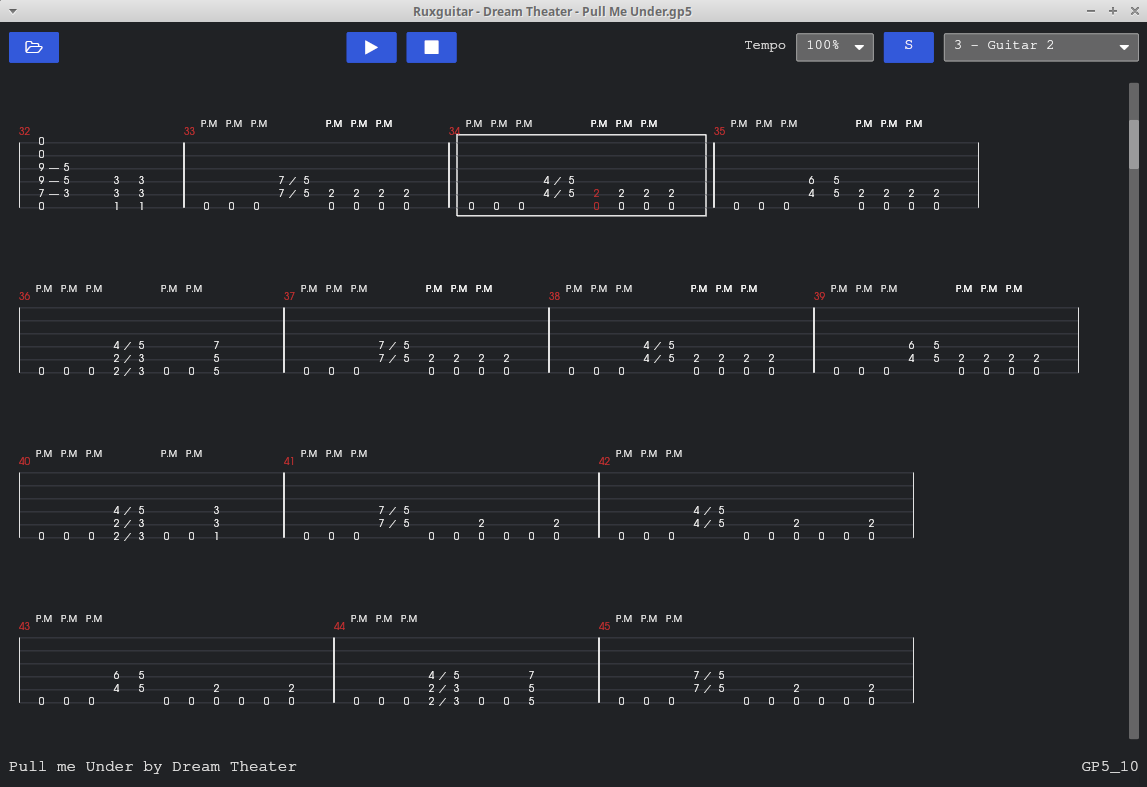 Ruxguitar - Dream Theater - Pull Me Under.gp5
Tempo 100% S 3 - Guitar 2
P.M P.M P.M P.M P.M P.M P.M P.M P.M P.M P.M P.M P.M P.M P.M P.M P.M P.M
32 33 34 35
0
0
9 — 5
9 — 5 3 3 7 / 5 4 / 5 6 5
7 — 3 3 3 7 / 5 2 2 2 2 4 / 5 2 2 2 2 4 5 2 2 2 2
0 1 1 0 0 0 0 0 0 0 0 0 0 0 0 0 0 0 0 0 0 0 0 0
P.M P.M P.M P.M P.M P.M P.M P.M P.M P.M P.M P.M P.M P.M P.M P.M P.M P.M P.M P.M P.M P.M P.M
36 37 38 39
4 / 5 7 7 / 5 4 / 5 6 5
2 / 3 5 7 / 5 2 2 2 2 4 / 5 2 2 2 2 4 5 2 2 2 2
0 0 0 2 / 3 0 0 5 0 0 0 0 0 0 0 0 0 0 0 0 0 0 0 0 0 0 0 0 0
P.M P.M P.M P.M P.M P.M P.M P.M P.M P.M P.M
40 41 42
4 / 5 3 7 / 5 4 / 5
2 / 3 3 7 / 5 2 2 4 / 5 2 2
0 0 0 2 / 3 0 0 1 0 0 0 0 0 0 0 0 0 0 0 0 0 0 0 0 0 0
P.M P.M P.M P.M P.M P.M P.M P.M P.M
43 44 45
6 5 4 / 5 7 7 / 5
4 5 2 2 2 / 3 5 7 / 5 2 2
0 0 0 0 0 0 0 0 0 0 0 0 2 / 3 0 0 5 0 0 0 0 0 0 0 0 0
Pull me Under by Dream Theater GP5_10